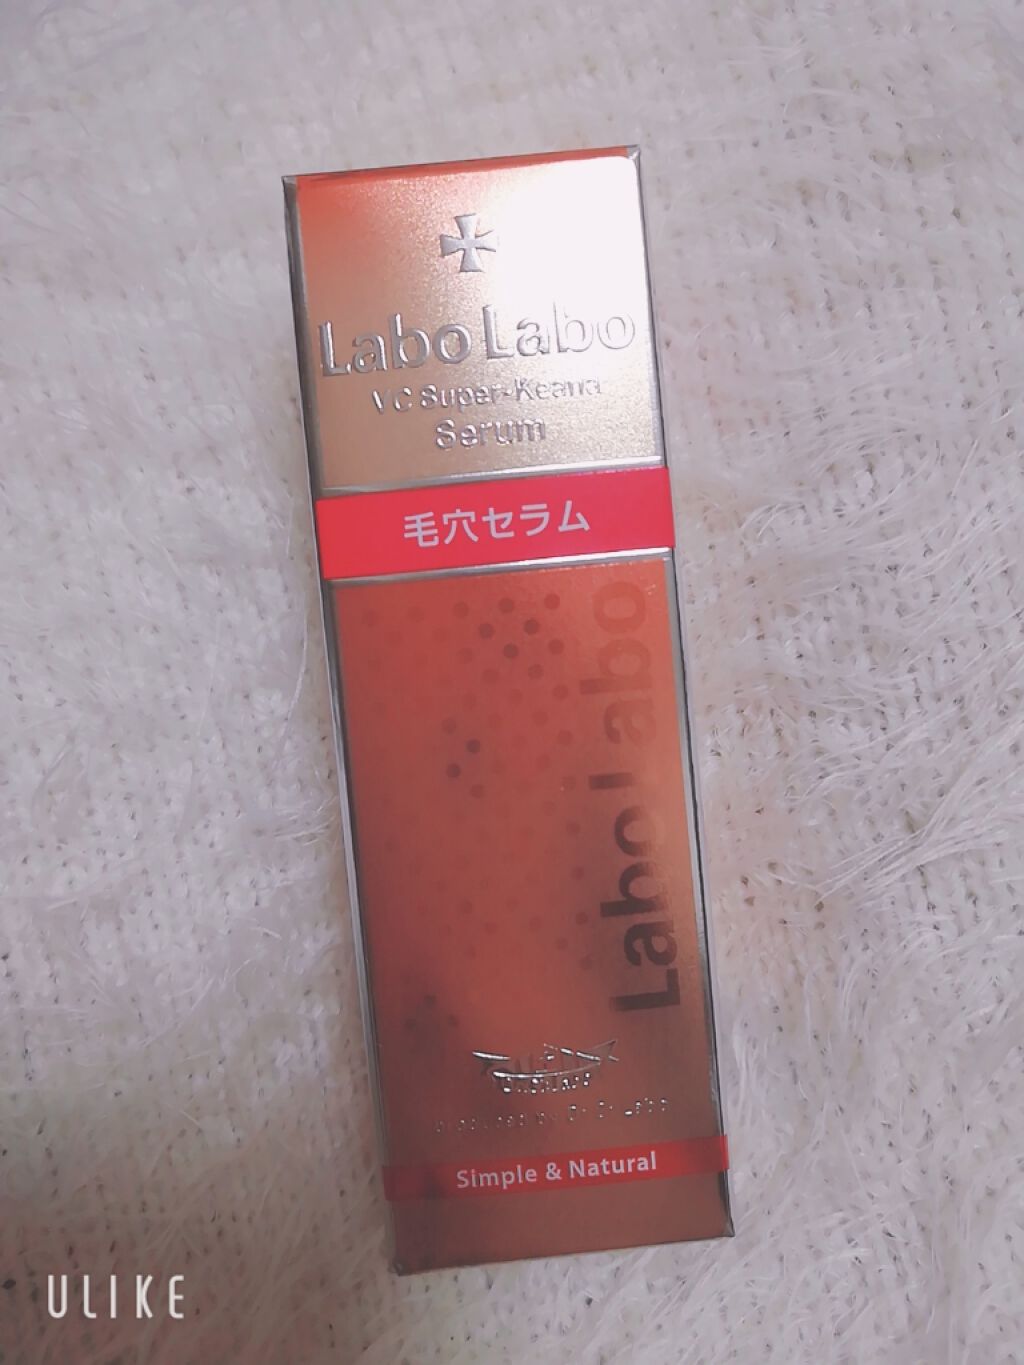 Labo Labo
VC Super-Keana
Serum
毛穴セラム
Labo Labo
Simple & Natural
ULIKE